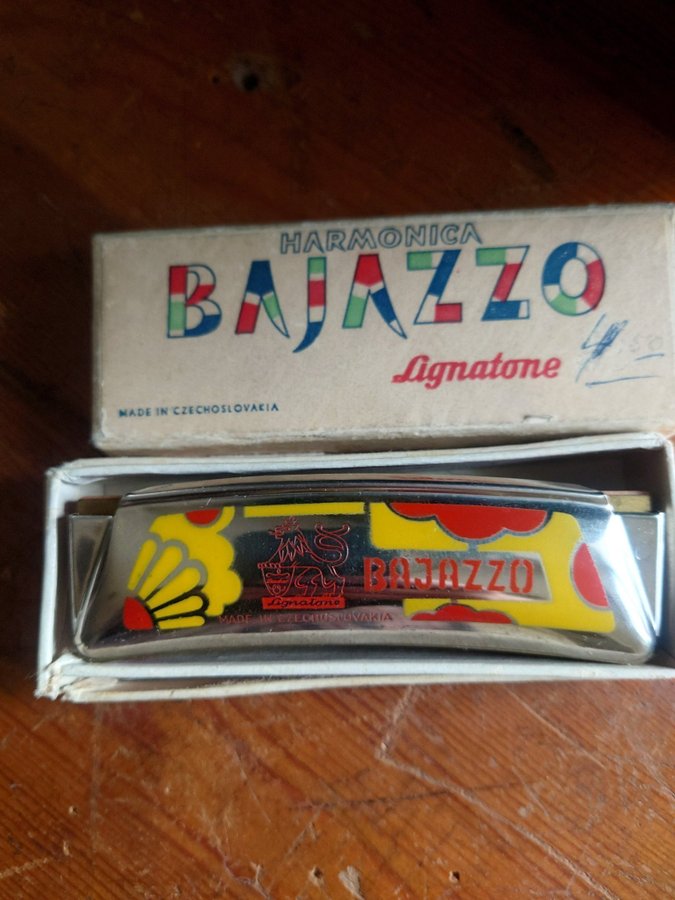 HARMONICA
BAJAZZO
Lignatone
MADE IN CZECHOSLOVAKIA
BAJAZZO
Lignatone
MADE IN CZECHOSLOVAKIA